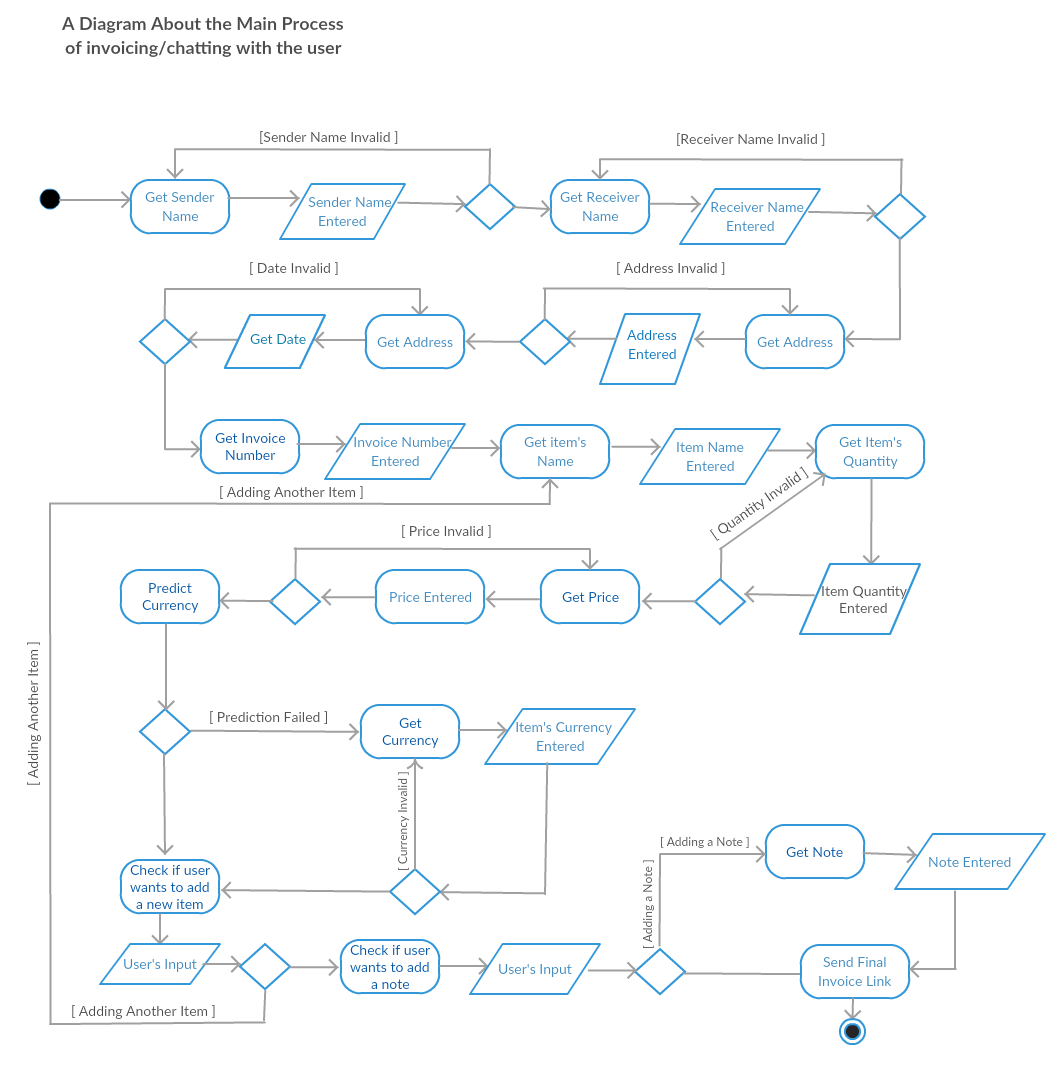 A Diagram About the Main Process
of invoicing/chatting with the user
[Sender Name Invalid ]
[Receiver Name Invalid ]
Get Sender
Name
Sender Name
Entered
Get Receiver
Name
Receiver Name
Entered
[ Date Invalid ]
[ Address Invalid ]
Get Date
Get Address
Address
Entered
Get Address
Get Invoice
Number
Invoice Number
Entered
Get item's
Name
Item Name
Entered
Get Item's
Quantity
[ Adding Another Item ]
[ Quantity Invalid ]
[ Price Invalid ]
Predict
Currency
Price Entered
Get Price
Item Quantity
Entered
[ Adding Another Item ]
[ Prediction Failed ]
Get
Currency
Item's Currency
Entered
[ Currency Invalid ]
Check if user
wants to add
a new item
[ Adding a Note ]
[ Adding a Note ]
Get Note
Note Entered
User's Input
Check if user
wants to add
a note
User's Input
Send Final
Invoice Link
[ Adding Another Item ]